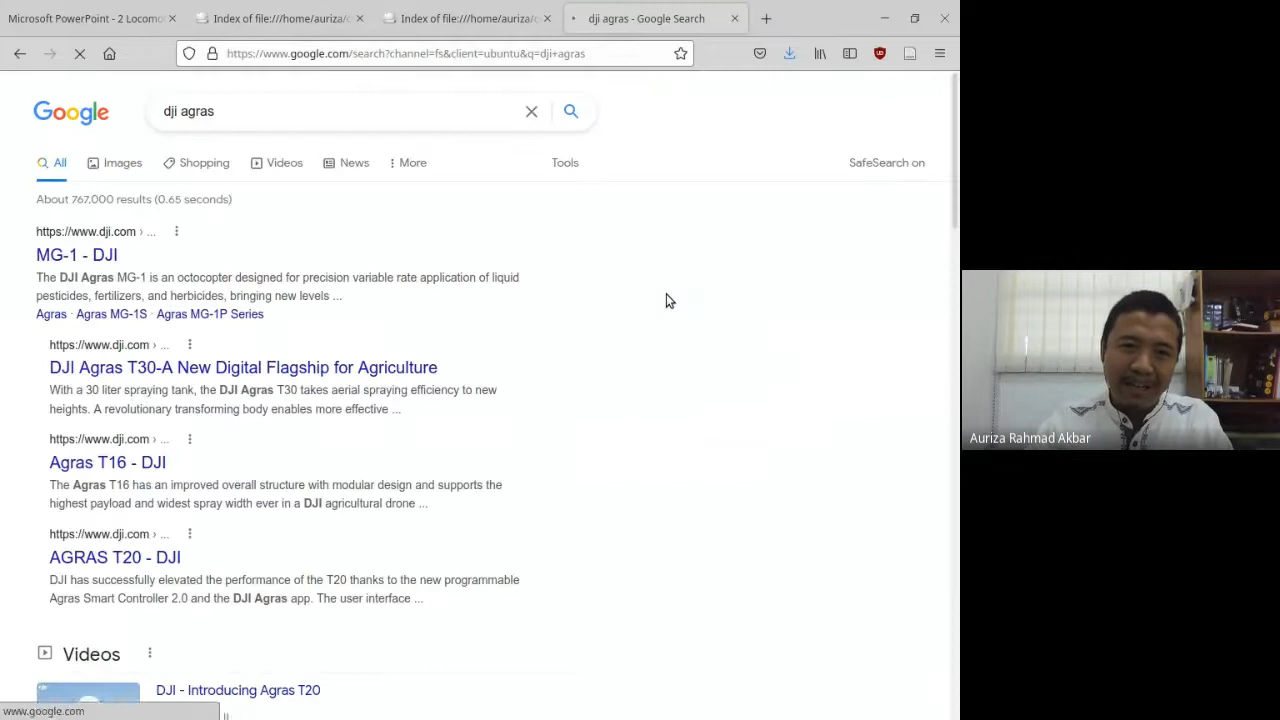 Microsoft PowerPoint - 2 Locomo
Index of file:///home/auriza/c
Index of file:///home/auriza/c
dji agras - Google Search
https://www.google.com/search?channel=fs&client=ubuntu&q=dji+agras
Google
dji agras
All
Images
Shopping
Videos
News
More
Tools
SafeSearch on
About 767,000 results (0.65 seconds)
https://www.dji.com › ...
MG-1 - DJI
The DJI Agras MG-1 is an octocopter designed for precision variable rate application of liquid
pesticides, fertilizers, and herbicides, bringing new levels ...
Agras · Agras MG-1S · Agras MG-1P Series
https://www.dji.com › ...
DJI Agras T30-A New Digital Flagship for Agriculture
With a 30 liter spraying tank, the DJI Agras T30 takes aerial spraying efficiency to new
heights. A revolutionary transforming body enables more effective ...
https://www.dji.com › ...
Agras T16 - DJI
The Agras T16 has an improved overall structure with modular design and supports the
highest payload and widest spray width ever in a DJI agricultural drone ...
https://www.dji.com › ...
AGRAS T20 - DJI
DJI has successfully elevated the performance of the T20 thanks to the new programmable
Agras Smart Controller 2.0 and the DJI Agras app. The user interface ...
Videos
DJI - Introducing Agras T20
www.google.com
Auriza Rahmad Akbar